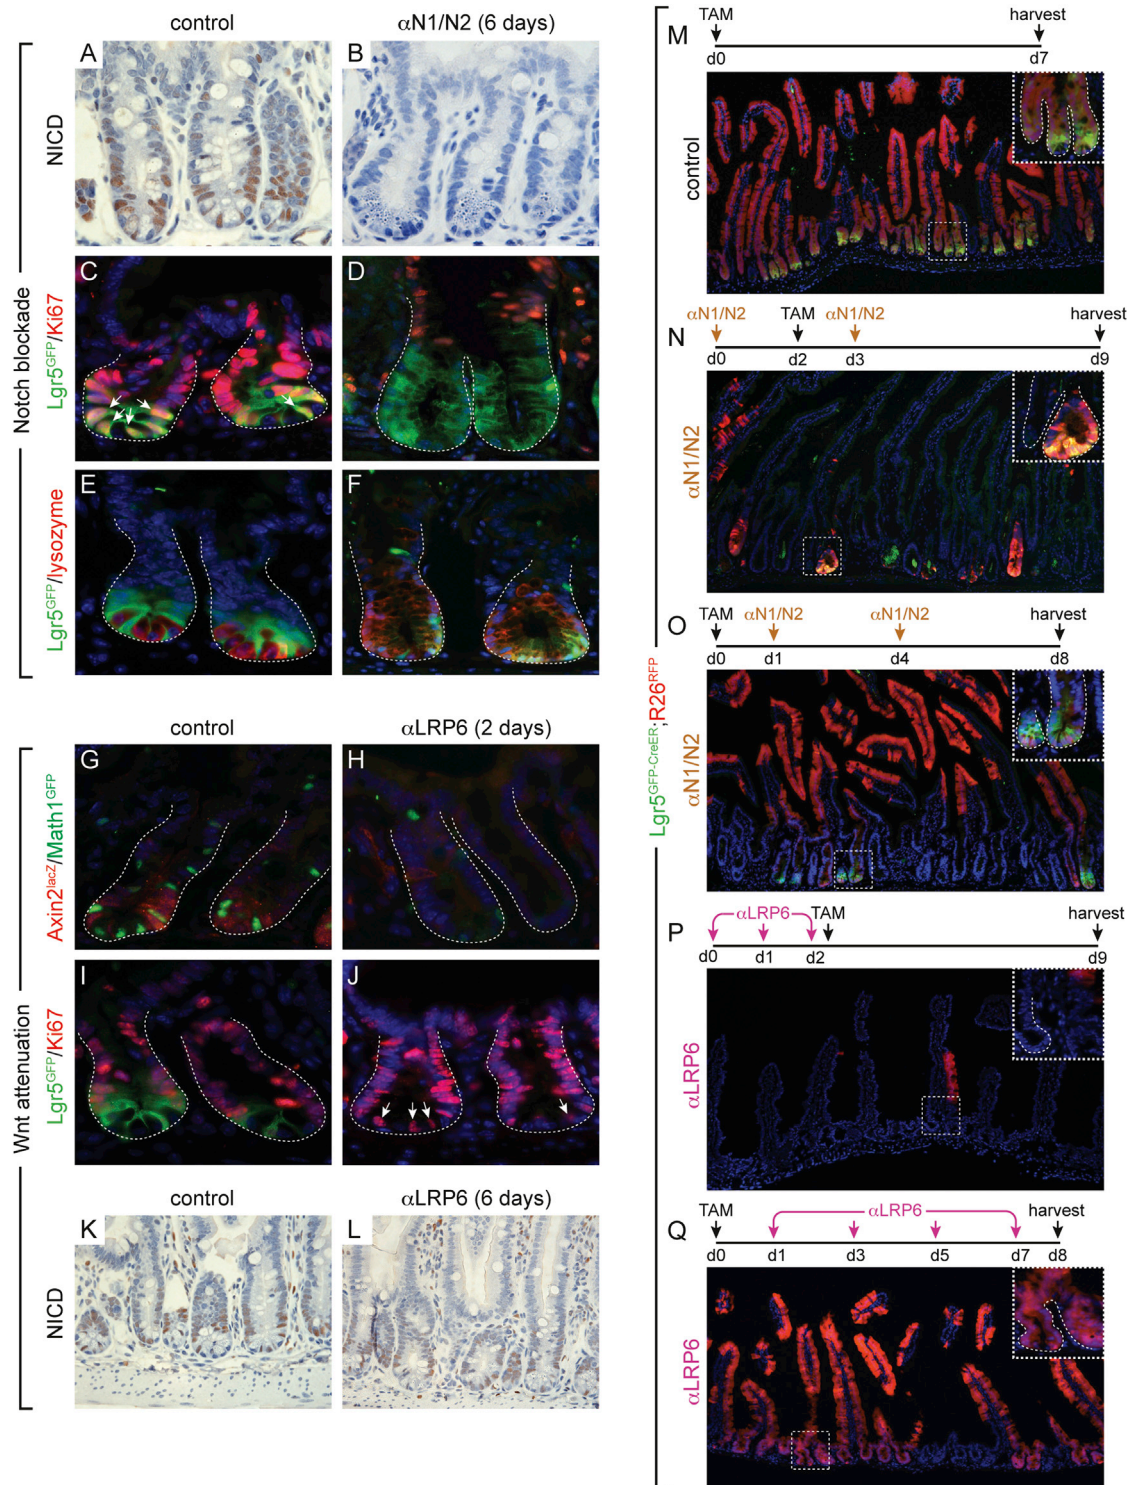 control
αN1/N2 (6 days)
Notch blockade
NICD
A
B
Lgr5GFP/Ki67
C
D
Lgr5GFP/lysozyme
E
F
control
αLRP6 (2 days)
Wnt attenuation
Axin2lacZ/Math1GFP
G
H
Lgr5GFP/Ki67
I
J
control
αLRP6 (6 days)
NICD
K
L
Lgr5GFP-CreER;R26RFP
M
TAM
harvest
d0
d7
control
N
αN1/N2
TAM
αN1/N2
harvest
d0
d2
d3
d9
αN1/N2
O
TAM
αN1/N2
αN1/N2
harvest
d0
d1
d4
d8
αN1/N2
P
αLRP6
TAM
harvest
d0
d1
d2
d9
αLRP6
Q
TAM
αLRP6
harvest
d0
d1
d3
d5
d7
d8
αLRP6